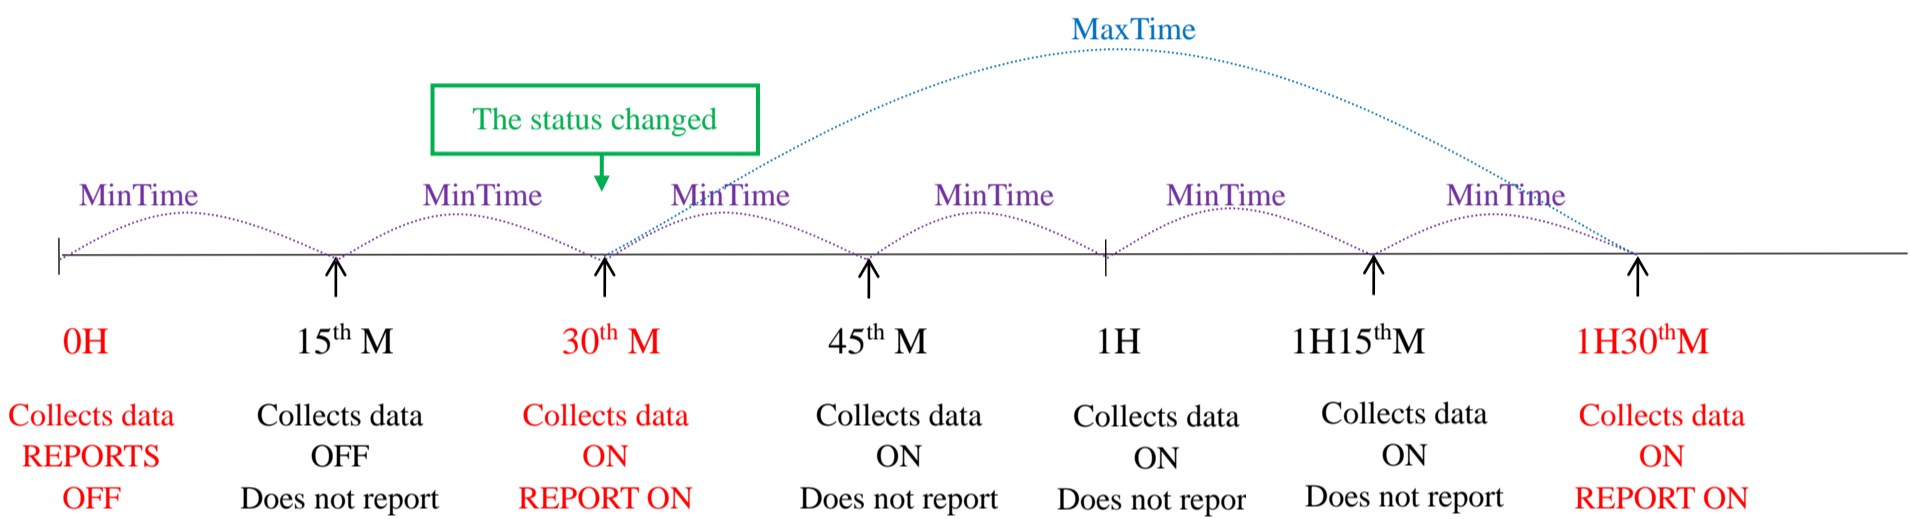 MaxTime
The status changed
MinTime MinTime MinTime MinTime MinTime MinTime
0H 15th M 30th M 45th M 1H 1H15thM 1H30thM
Collects data Collects data Collects data Collects data Collects data Collects data Collects data
REPORTS OFF ON ON ON ON ON
OFF Does not report REPORT ON Does not report Does not repor Does not report REPORT ON